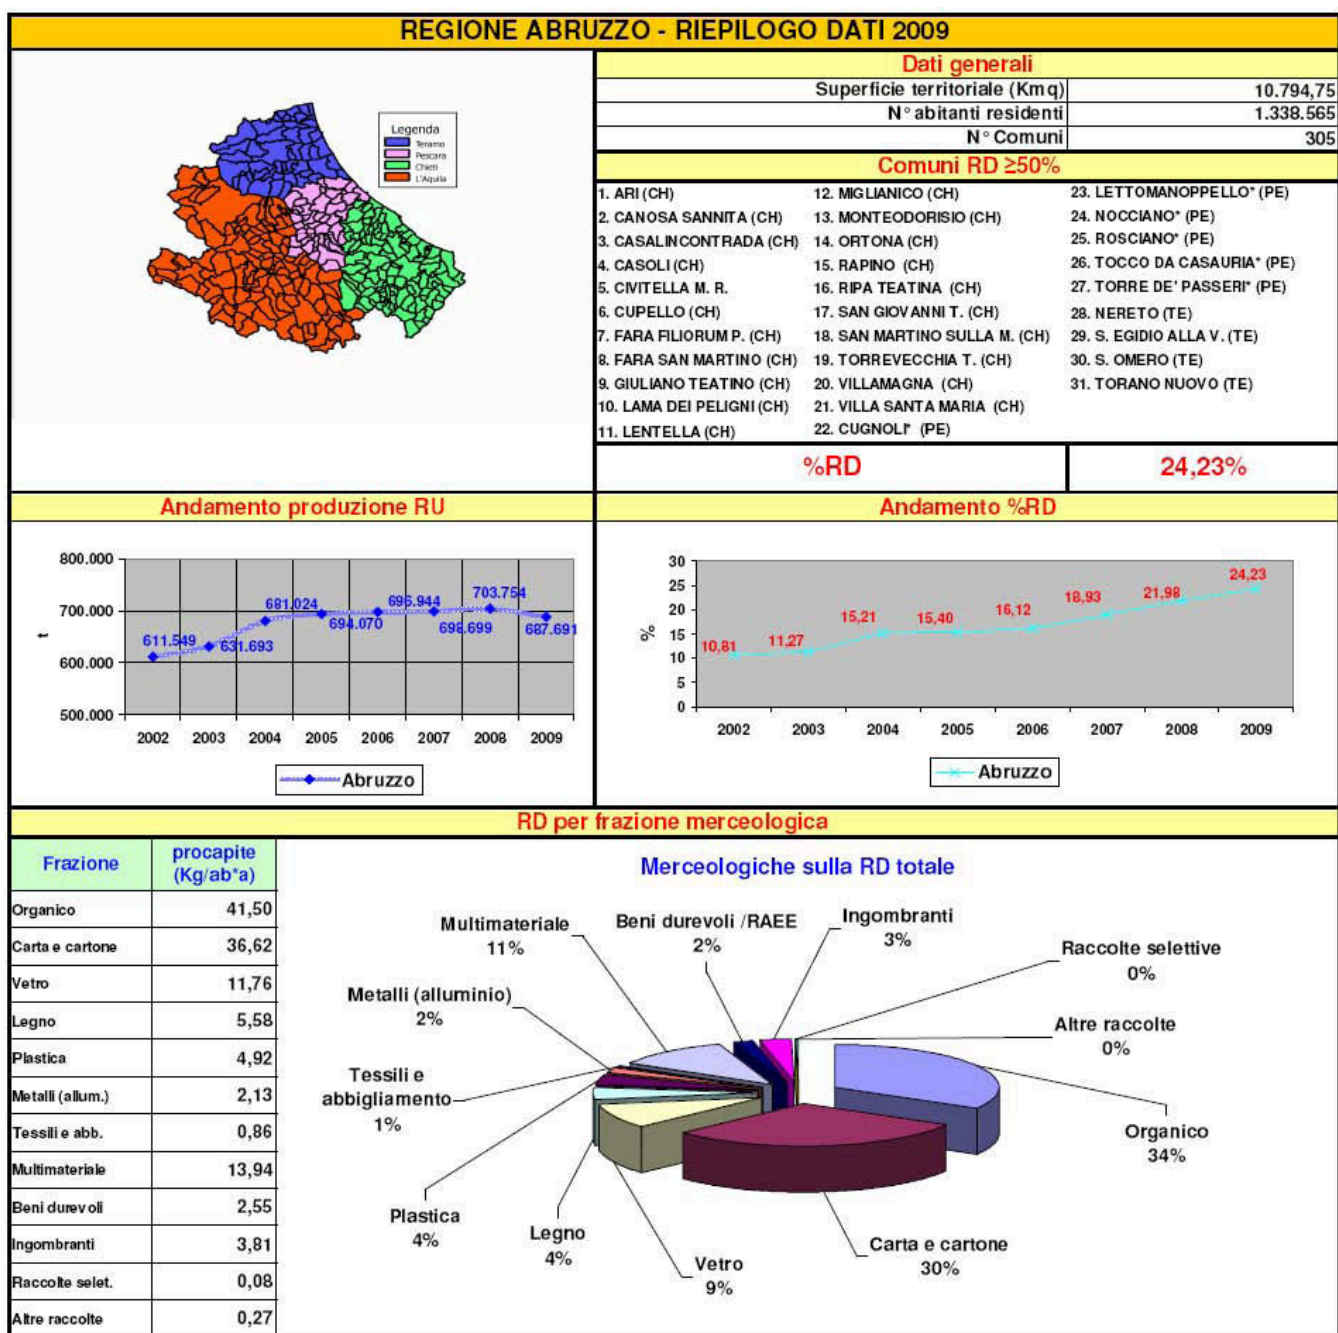 REGIONE ABRUZZO - RIEPILOGO DATI 2009
Legenda
Teramo
Pescara
Chieti
L'Aquila
Dati generali
Superficie territoriale (Kmq) 10.794,75
N° abitanti residenti 1.338.565
N° Comuni 305
Comuni RD ≥50%
1. ARI (CH)
2. CANOSA SANNITA (CH)
3. CASALINCONTRADA (CH)
4. CASOLI (CH)
5. CIVITELLA M. R.
6. CUPELLO (CH)
7. FARA FILIORUM P. (CH)
8. FARA SAN MARTINO (CH)
9. GIULIANO TEATINO (CH)
10. LAMA DEI PELIGNI (CH)
11. LENTELLA (CH)
12. MIGLIANICO (CH)
13. MONTEODORISIO (CH)
14. ORTONA (CH)
15. RAPINO (CH)
16. RIPA TEATINA (CH)
17. SAN GIOVANNI T. (CH)
18. SAN MARTINO SULLA M. (CH)
19. TORREVECCHIA T. (CH)
20. VILLAMAGNA (CH)
21. VILLA SANTA MARIA (CH)
22. CUGNOLI* (PE)
23. LETTOMANOPPELLO* (PE)
24. NOCCIANO* (PE)
25. ROSCIANO* (PE)
26. TOCCO DA CASAURIA* (PE)
27. TORRE DE' PASSERI* (PE)
28. NERETO (TE)
29. S. EGIDIO ALLA V. (TE)
30. S. OMERO (TE)
31. TORANO NUOVO (TE)
%RD 24,23%
Andamento produzione RU
t
800.000
700.000
600.000
500.000
611.549
631.693
681.024
694.070
696.944
698.699
703.754
687.691
2002 2003 2004 2005 2006 2007 2008 2009
Abruzzo
Andamento %RD
%
30
25
20
15
10
5
0
10,81
11,27
15,21
15,40
16,12
18,93
21,98
24,23
2002 2003 2004 2005 2006 2007 2008 2009
Abruzzo
RD per frazione merceologica
Frazione procapite
(Kg/ab*a)
Organico 41,50
Carta e cartone 36,62
Vetro 11,76
Legno 5,58
Plastica 4,92
Metalli (allum.) 2,13
Tessili e abb. 0,86
Multimateriale 13,94
Beni durevoli 2,55
Ingombranti 3,81
Raccolte selet. 0,08
Altre raccolte 0,27
Merceologiche sulla RD totale
Multimateriale
11%
Beni durevoli /RAEE
2%
Ingombranti
3%
Raccolte selettive
0%
Altre raccolte
0%
Metalli (alluminio)
2%
Tessili e
abbigliamento
1%
Plastica
4%
Legno
4%
Vetro
9%
Carta e cartone
30%
Organico
34%